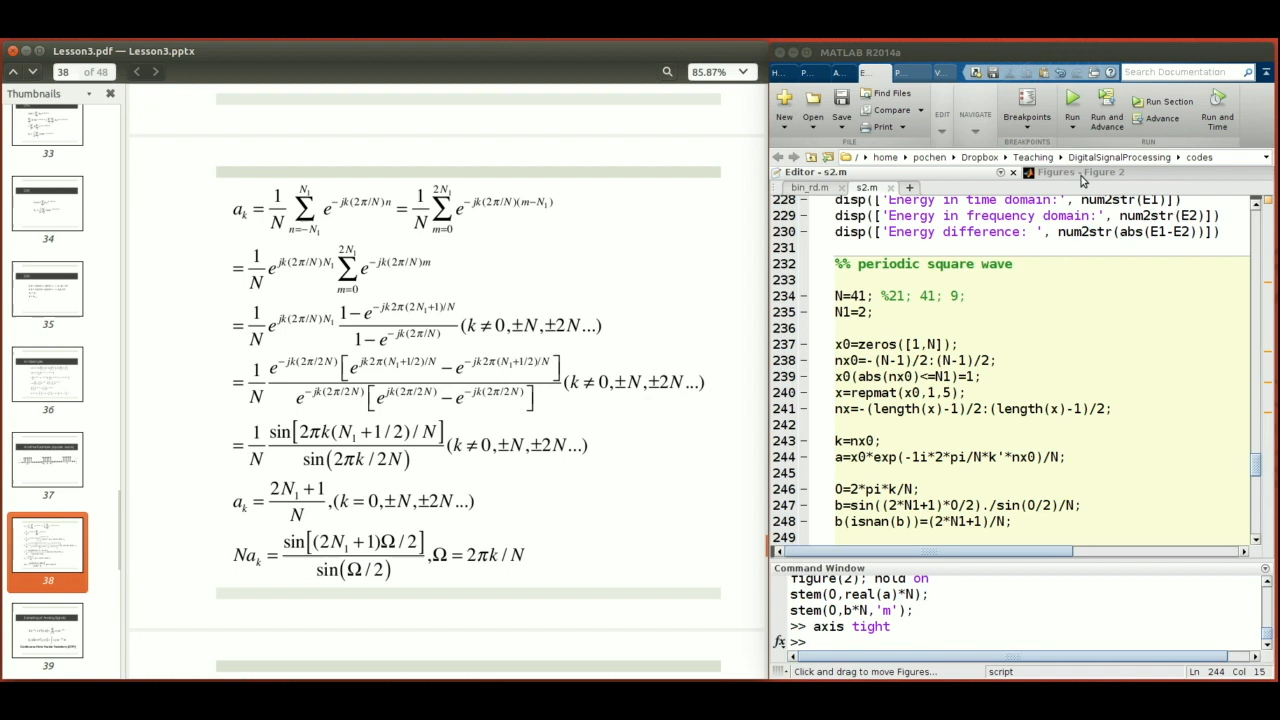 Lesson3.pdf — Lesson3.pptx
38 of 48
85.87%
Thumbnails
33
34
35
36
37
38
39
a_k = 1/N ∑_{n=-N_1}^{N_1} e^{-jk(2π/N)n} = 1/N ∑_{m=0}^{2N_1} e^{-jk(2π/N)(m-N_1)}
= 1/N e^{jk(2π/N)N_1} ∑_{m=0}^{2N_1} e^{-jk(2π/N)m}
= 1/N e^{jk(2π/N)N_1} (1-e^{-jk2π(2N_1+1)/N})/(1-e^{-jk(2π/N)}) (k ≠ 0,±N,±2N...)
= 1/N (e^{-jk(2π/2N)}[e^{jk2π(N_1+1/2)/N} - e^{-jk2π(N_1+1/2)/N}])/(e^{-jk(2π/2N)}[e^{jk(2π/2N)} - e^{-jk(2π/2N)}]) (k ≠ 0,±N,±2N...)
= 1/N sin[2πk(N_1+1/2)/N]/sin(2πk/2N) (k ≠ 0,±N,±2N...)
a_k = (2N_1+1)/N ,(k = 0,±N,±2N...)
Na_k = sin[(2N_1+1)Ω/2]/sin(Ω/2) ,Ω = 2πk/N
MATLAB R2014a
H... P... A... E... P... V...
Search Documentation
New
Open
Save
Find Files
Compare
Print
EDIT
NAVIGATE
Breakpoints
Run
Run and Advance
Run Section
Advance
Run and Time
FILE
BREAKPOINTS
RUN
/ home pochen Dropbox Teaching DigitalSignalProcessing codes
Editor - s2.m
Figures - Figure 2
bin_rd.m
s2.m
228 disp(['Energy in time domain:', num2str(E1)])
229 disp(['Energy in frequency domain:', num2str(E2)])
230 disp(['Energy difference: ', num2str(abs(E1-E2))])
231
232 %% periodic square wave
233
234 N=41; %21; 41; 9;
235 N1=2;
236
237 x0=zeros([1,N]);
238 nx0=-(N-1)/2:(N-1)/2;
239 x0(abs(nx0)<=N1)=1;
240 x=repmat(x0,1,5);
241 nx=-(length(x)-1)/2:(length(x)-1)/2;
242
243 k=nx0;
244 a=x0*exp(-1i*2*pi/N*k'*nx0)/N;
245
246 O=2*pi*k/N;
247 b=sin((2*N1+1)*O/2)./sin(O/2)/N;
248 b(isnan(b))=(2*N1+1)/N;
249
Command Window
figure(2); hold on
stem(O,real(a)*N);
stem(O,b*N,'m');
>> axis tight
fx >>
Click and drag to move Figures...
script
Ln 244 Col 15